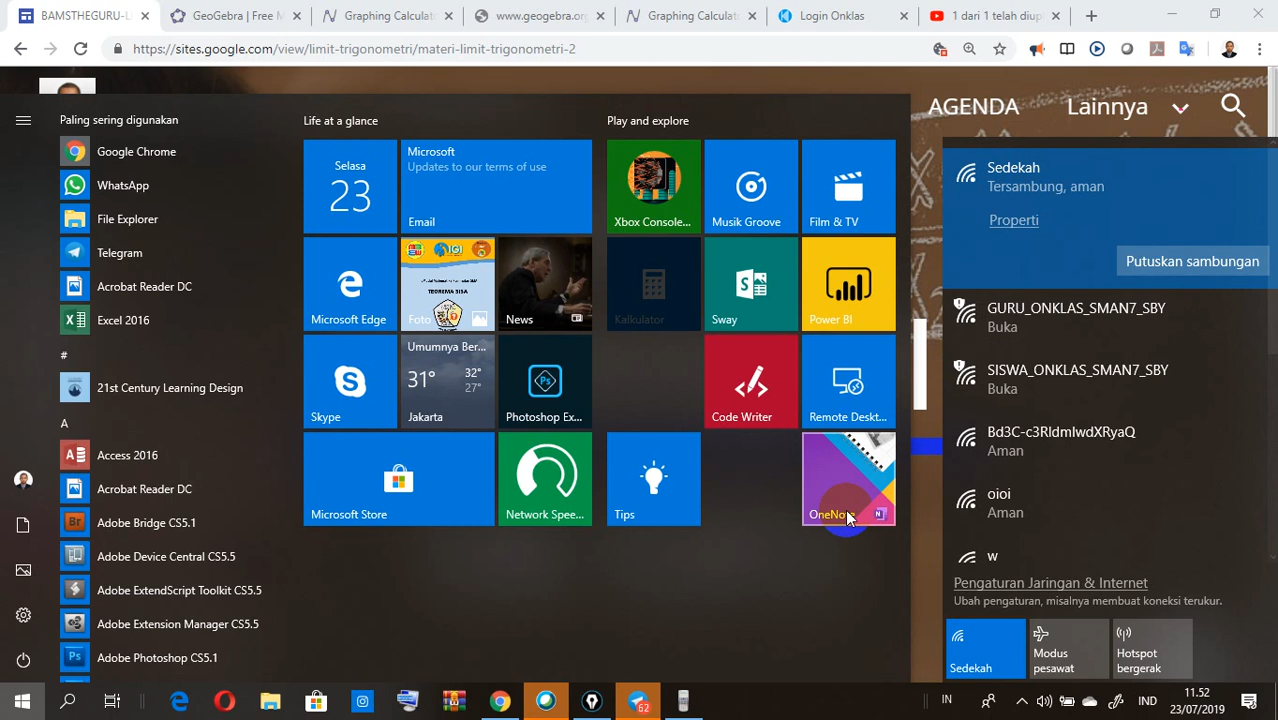 BAMSTHEGURU-L
GeoGebra | Free M
Graphing Calculat
www.geogebra.or
Graphing Calculat
Login Onklas
1 dari 1 telah diup
https://sites.google.com/view/limit-trigonometri/materi-limit-trigonometri-2
AGENDA
Lainnya
Paling sering digunakan
Google Chrome
WhatsApp
File Explorer
Telegram
Acrobat Reader DC
Excel 2016
#
21st Century Learning Design
A
Access 2016
Acrobat Reader DC
Adobe Bridge CS5.1
Adobe Device Central CS5.5
Adobe ExtendScript Toolkit CS5.5
Adobe Extension Manager CS5.5
Adobe Photoshop CS5.1
Life at a glance
Selasa
23
Microsoft
Updates to our terms of use
Email
Microsoft Edge
IGI
TEOREMA SISA
Foto
News
Skype
Umumnya Ber...
31°
32°
27°
Jakarta
Photoshop Ex...
Microsoft Store
Network Spee...
Play and explore
Xbox Console...
Musik Groove
Film & TV
Kalkulator
Sway
Power BI
Code Writer
Remote Deskt...
Tips
OneNote
Sedekah
Tersambung, aman
Properti
Putuskan sambungan
GURU_ONKLAS_SMAN7_SBY
Buka
SISWA_ONKLAS_SMAN7_SBY
Buka
Bd3C-c3RldmlwdXRyaQ
Aman
oioi
Aman
w
Pengaturan Jaringan & Internet
Ubah pengaturan, misalnya membuat koneksi terukur.
Sedekah
Modus
pesawat
Hotspot
bergerak
62
IN
IND
11.52
23/07/2019